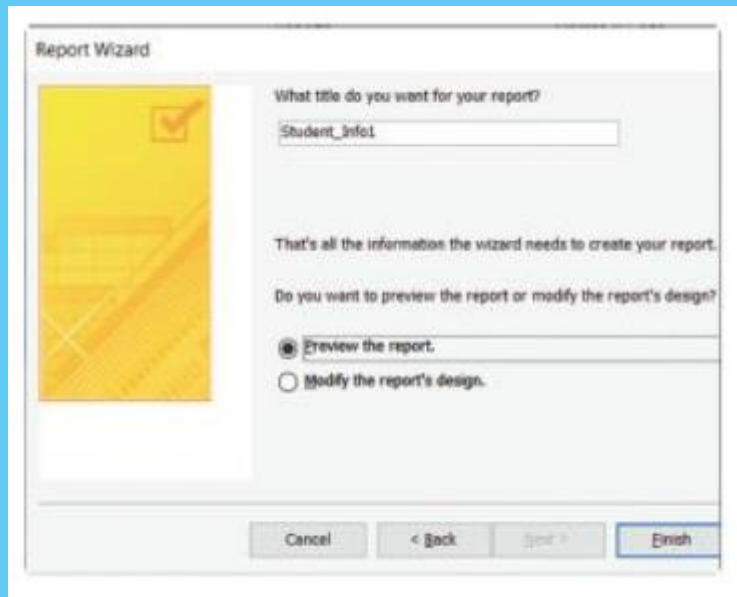 Report Wizard
What title do you want for your report?
Student_Info1
That's all the information the wizard needs to create your report.
Do you want to preview the report or modify the report's design?
Preview the report.
Modify the report's design.
Cancel
< Back
Next >
Finish